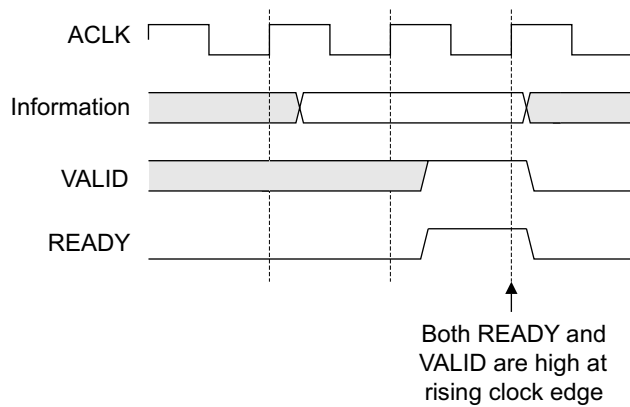 ACLK
Information
VALID
READY
Both READY and
VALID are high at
rising clock edge